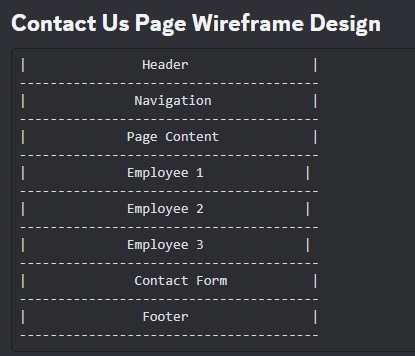 Contact Us Page Wireframe Design
|               Header                |
--------------------------------------
|              Navigation             |
--------------------------------------
|             Page Content            |
--------------------------------------
|             Employee 1             |
--------------------------------------
|             Employee 2             |
--------------------------------------
|             Employee 3             |
--------------------------------------
|              Contact Form           |
--------------------------------------
|               Footer                |
--------------------------------------